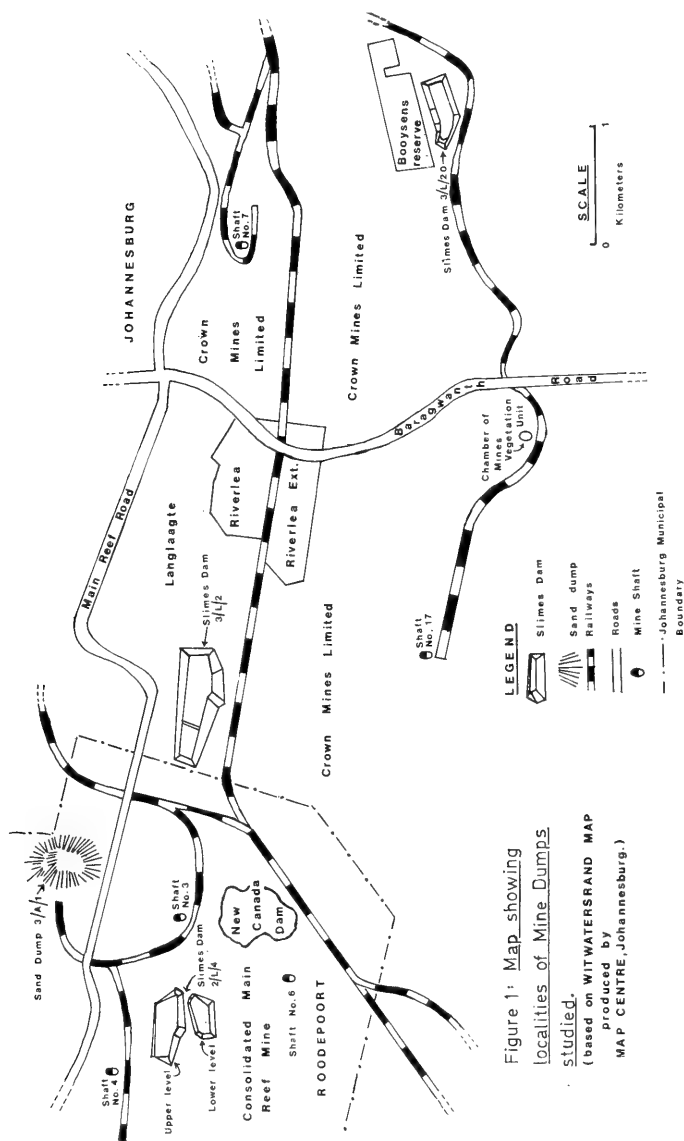 JOHANNESBURG
Main Reef Road
Sand Dump 3/A/1
Langlaagte
Slimes Dam
3/L/2
Crown
Mines
Limited
Shaft
No.7
Riverlea
Riverlea Ext.
Shaft
No.4
Shaft
No.3
Upper level
Lower level
Slimes Dam
2/L/4
New
Canada
Dam
Consolidated Main
Reef Mine
Shaft No.6
ROODEPOORT
Crown Mines Limited
Crown Mines Limited
Baragwanth
Road
Booysens
reserve
Slimes Dam 3/L/20
Shaft
No.17
Chamber of
Mines
Vegetation
Unit
SCALE
0 1
Kilometers
LEGEND
Slimes Dam
Sand dump
Railways
Roads
Mine Shaft
Johannesburg Municipal
Boundary
Figure 1: Map showing
localities of Mine Dumps
studied.
(based on WITWATERSRAND MAP
produced by
MAP CENTRE,Johannesburg.)